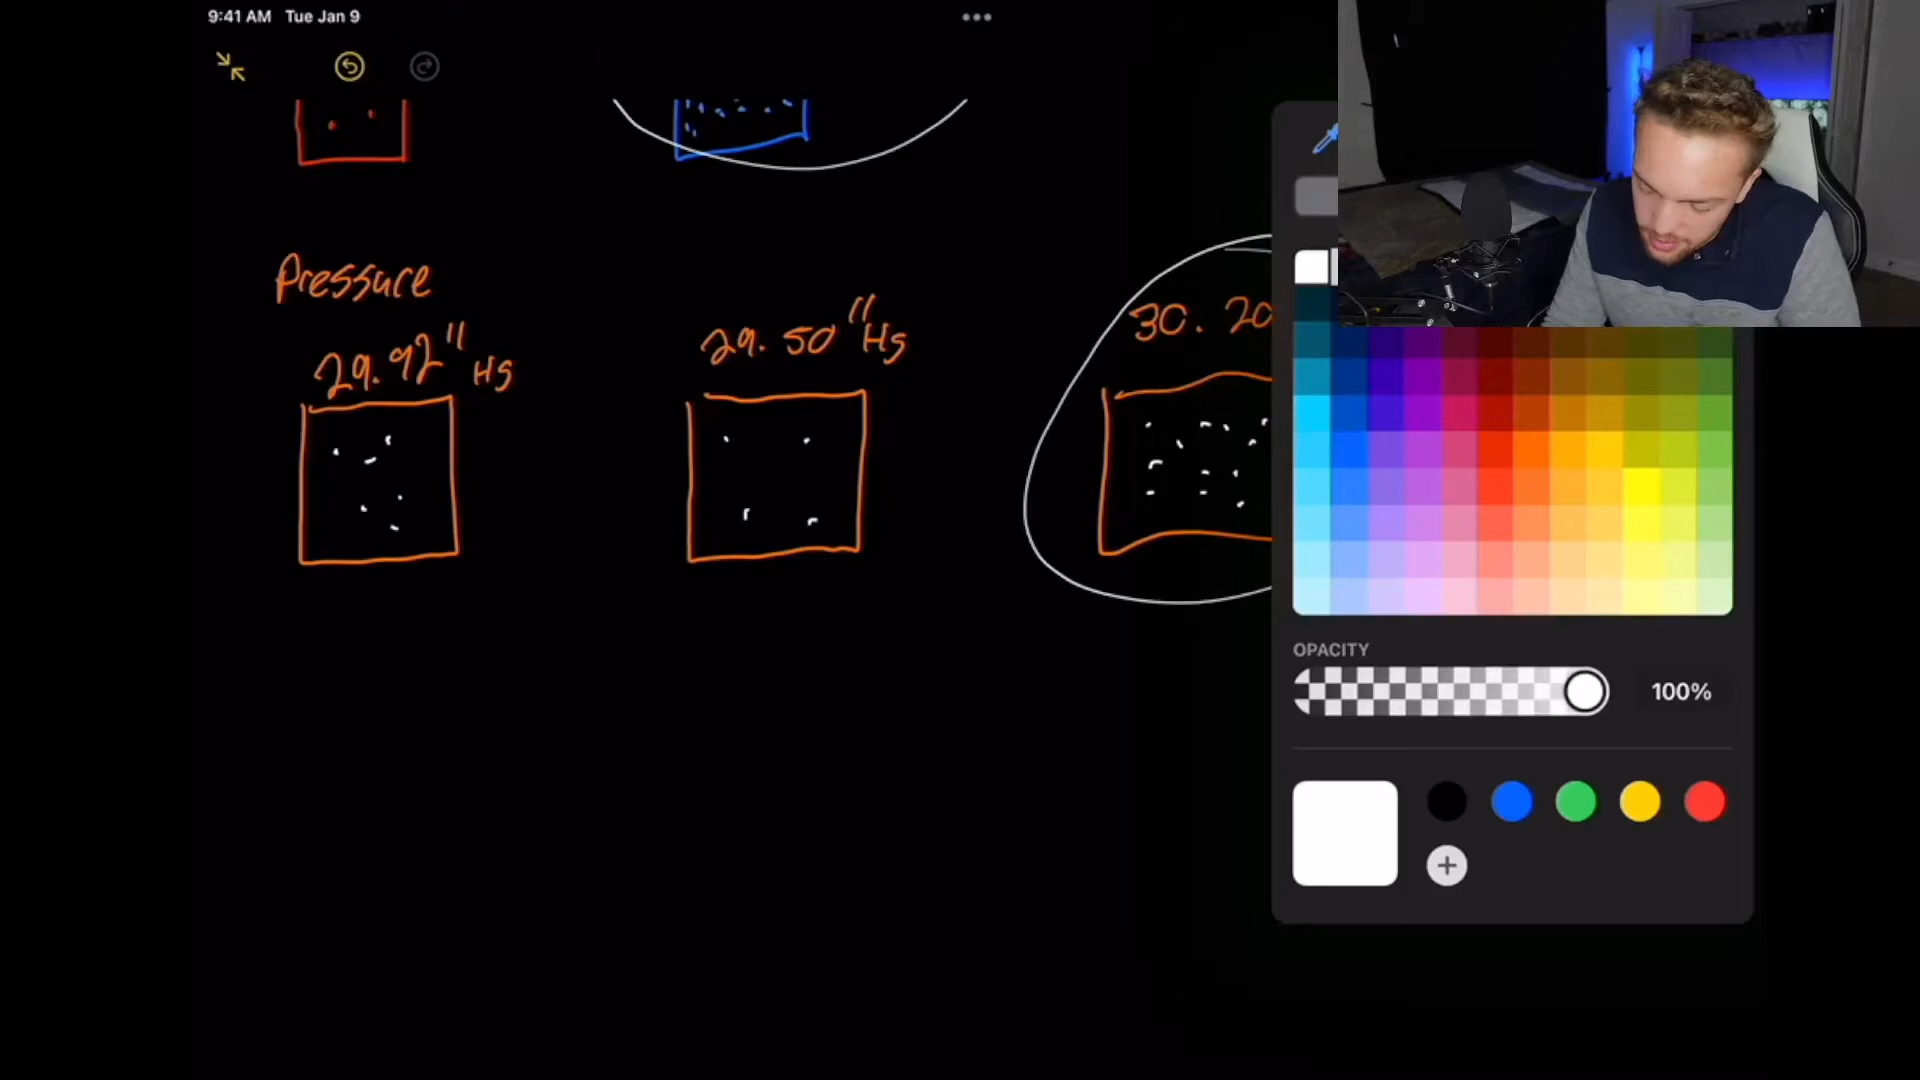 9:41 AM Tue Jan 9
Pressure
29.92" Hg
29.50" Hg
30.20
OPACITY
100%